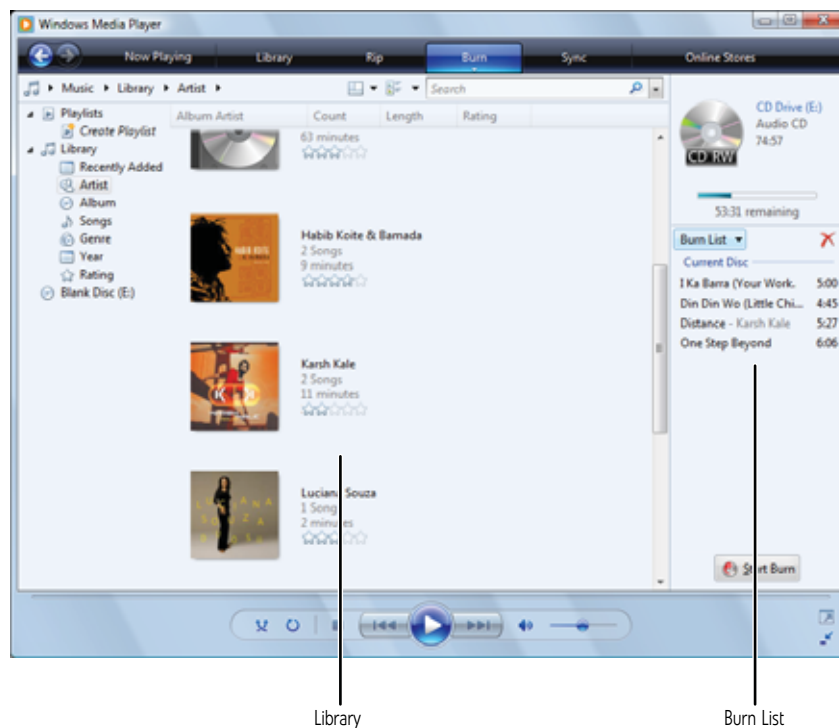 Windows Media Player
Now Playing Library Rip Burn Sync Online Stores
Music Library Artist Search
Playlists
Create Playlist
Library
Recently Added
Artist
Album
Songs
Genre
Year
Rating
Blank Disc (E:)
Album Artist Count Length Rating
63 minutes
Habib Koite & Bamada
2 Songs
9 minutes
Karsh Kale
2 Songs
11 minutes
Luciana Souza
1 Song
2 minutes
CD RW
CD Drive (E:)
Audio CD
74:57
53:31 remaining
Burn List
Current Disc
I Ka Barra (Your Work. 5:00
Din Din Wo (Little Chi... 4:45
Distance - Karsh Kale 5:27
One Step Beyond 6:06
Start Burn
Library
Burn List